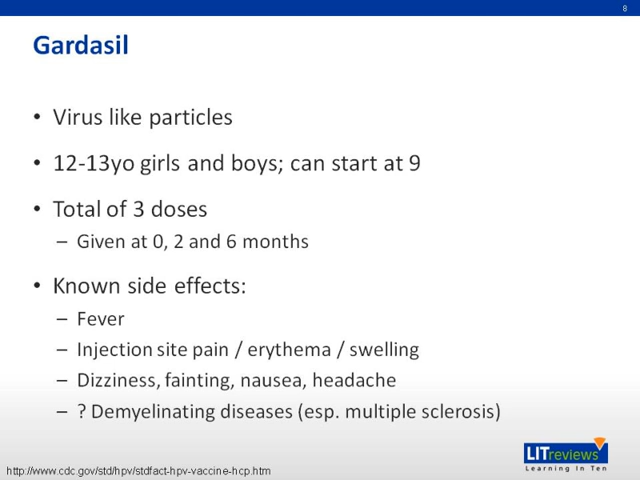 8
Gardasil
• Virus like particles
• 12-13yo girls and boys; can start at 9
• Total of 3 doses
– Given at 0, 2 and 6 months
• Known side effects:
– Fever
– Injection site pain / erythema / swelling
– Dizziness, fainting, nausea, headache
– ? Demyelinating diseases (esp. multiple sclerosis)
LITreviews
Learning In Ten
http://www.cdc.gov/std/hpv/stdfact-hpv-vaccine-hcp.htm